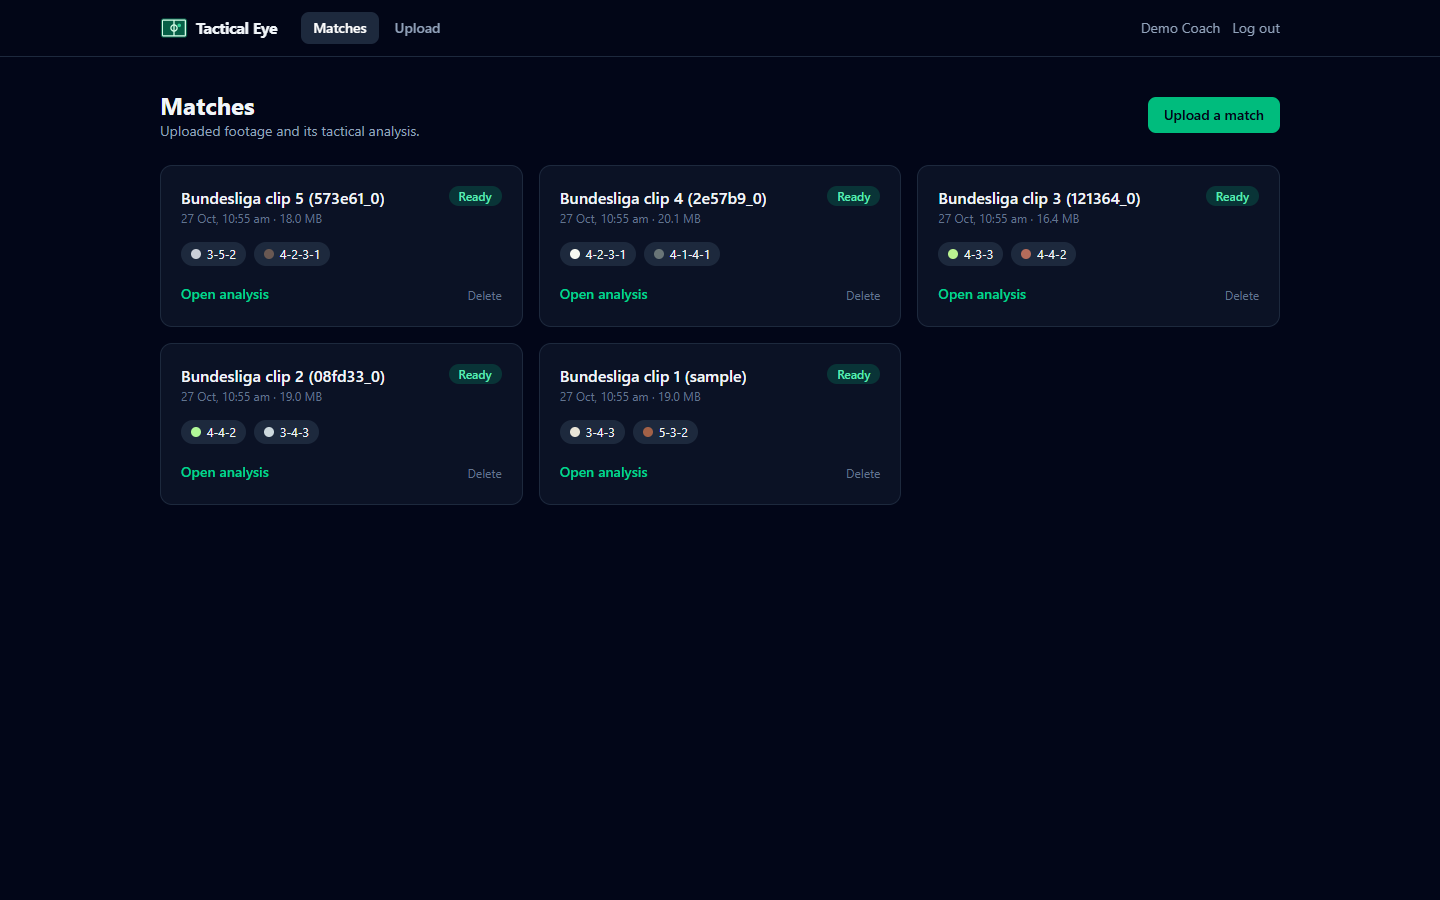 Tactical Eye Matches Upload Demo Coach Log out
Matches
Uploaded footage and its tactical analysis.
Upload a match
Bundesliga clip 5 (573e61_0) Ready
27 Oct, 10:55 am · 18.0 MB
3-5-2 4-2-3-1
Open analysis Delete
Bundesliga clip 4 (2e57b9_0) Ready
27 Oct, 10:55 am · 20.1 MB
4-2-3-1 4-1-4-1
Open analysis Delete
Bundesliga clip 3 (121364_0) Ready
27 Oct, 10:55 am · 16.4 MB
4-3-3 4-4-2
Open analysis Delete
Bundesliga clip 2 (08fd33_0) Ready
27 Oct, 10:55 am · 19.0 MB
4-4-2 3-4-3
Open analysis Delete
Bundesliga clip 1 (sample) Ready
27 Oct, 10:55 am · 19.0 MB
3-4-3 5-3-2
Open analysis Delete